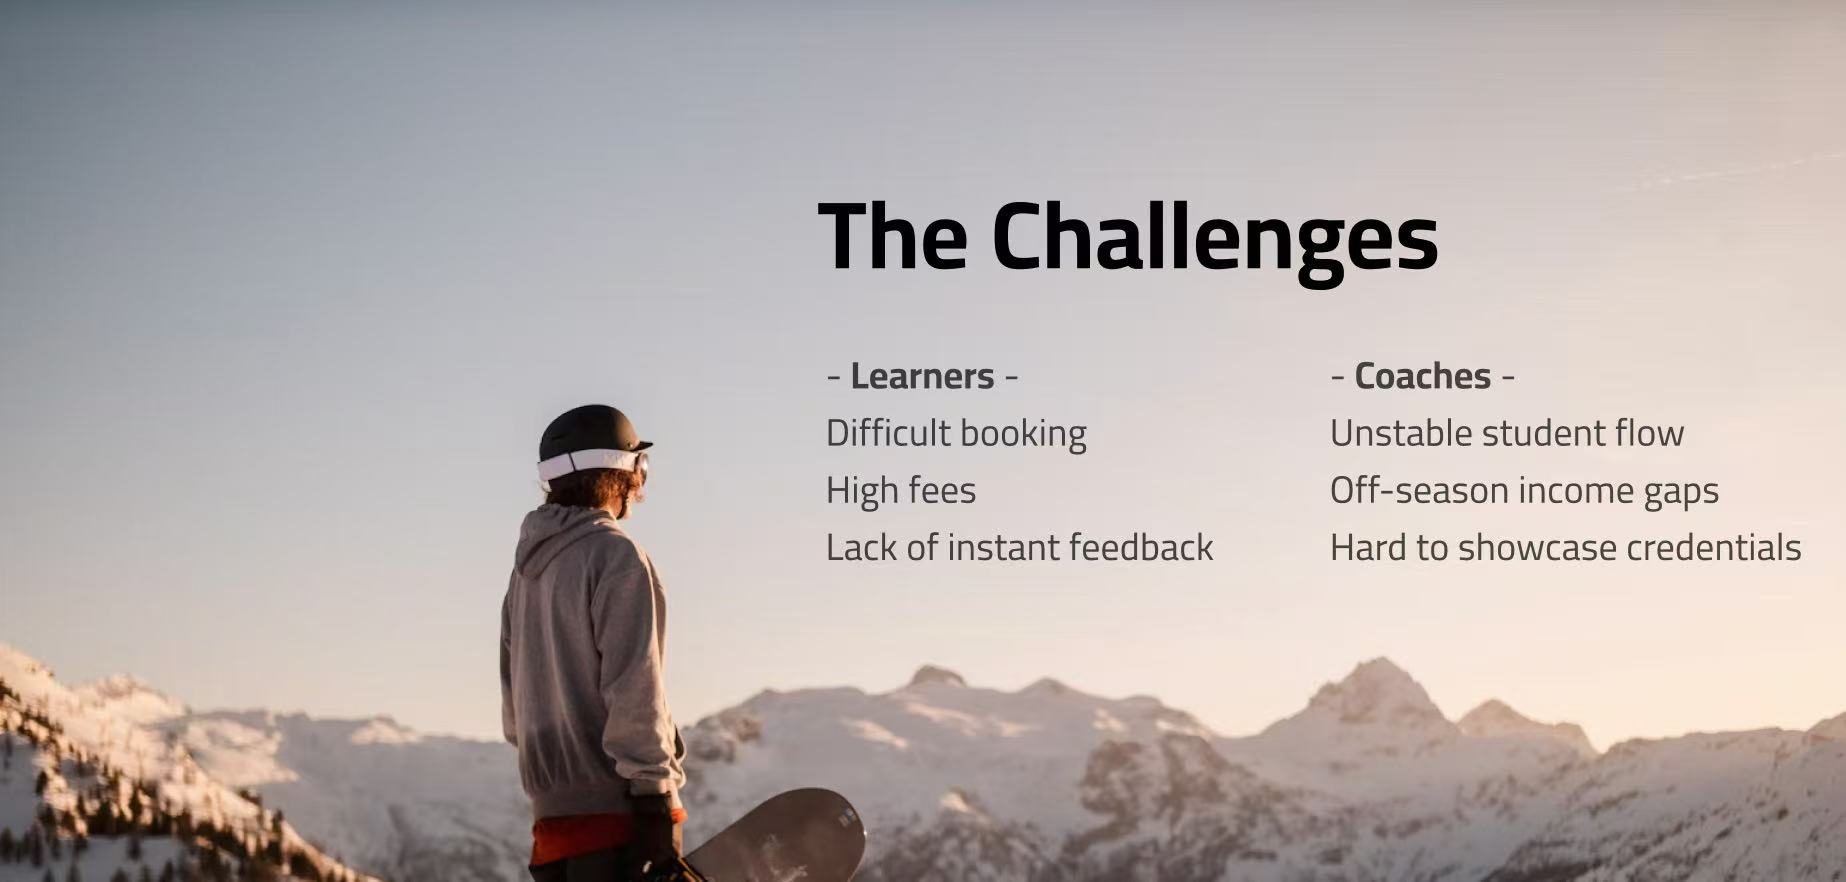 The Challenges
- Learners -
Difficult booking
High fees
Lack of instant feedback
- Coaches -
Unstable student flow
Off-season income gaps
Hard to showcase credentials